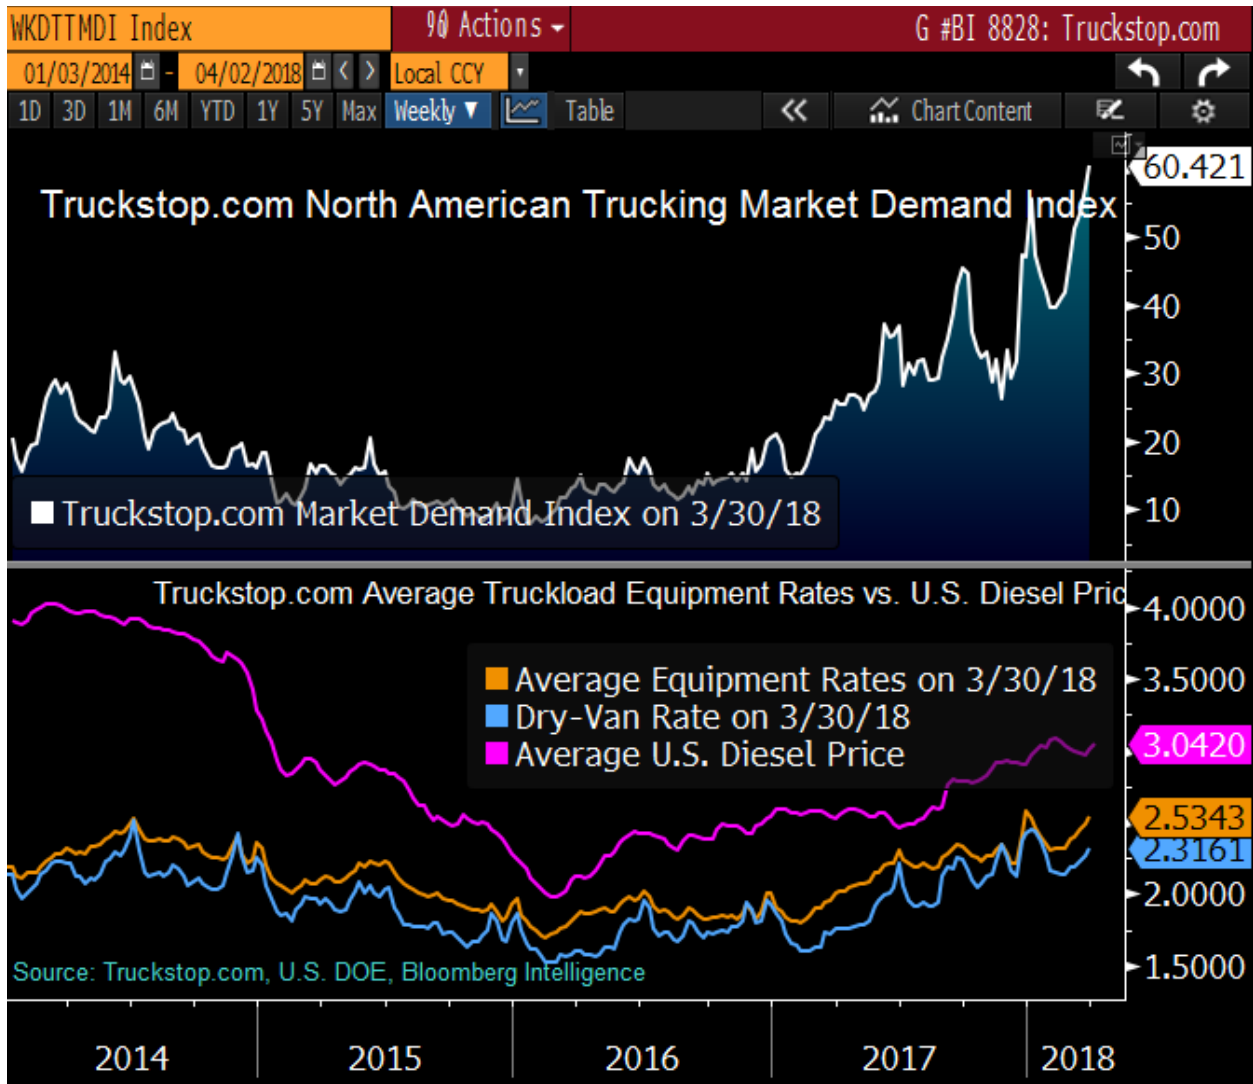 WKDTTMDI Index 90 Actions G #BI 8828: Truckstop.com
01/03/2014 - 04/02/2018 < > Local CCY
1D 3D 1M 6M YTD 1Y 5Y Max Weekly ▼ Table « Chart Content
60.421
Truckstop.com North American Trucking Market Demand Index
50
40
30
20
Truckstop.com Market Demand Index on 3/30/18
10
Truckstop.com Average Truckload Equipment Rates vs. U.S. Diesel Pric
4.0000
Average Equipment Rates on 3/30/18
3.5000
Dry-Van Rate on 3/30/18
Average U.S. Diesel Price
3.0420
2.5343
2.3161
2.0000
Source: Truckstop.com, U.S. DOE, Bloomberg Intelligence
1.5000
2014 2015 2016 2017 2018